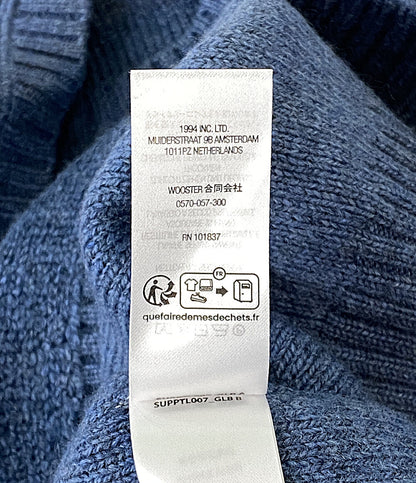 1994 INC. LTD.
MUIDERSTRAAT 9B AMSTERDAM
1011PZ NETHERLANDS
WOOSTER 合同会社
0570-057-300
RN 101837
FR
quefairedemesdechets.fr
SUPPTL007_GLB B